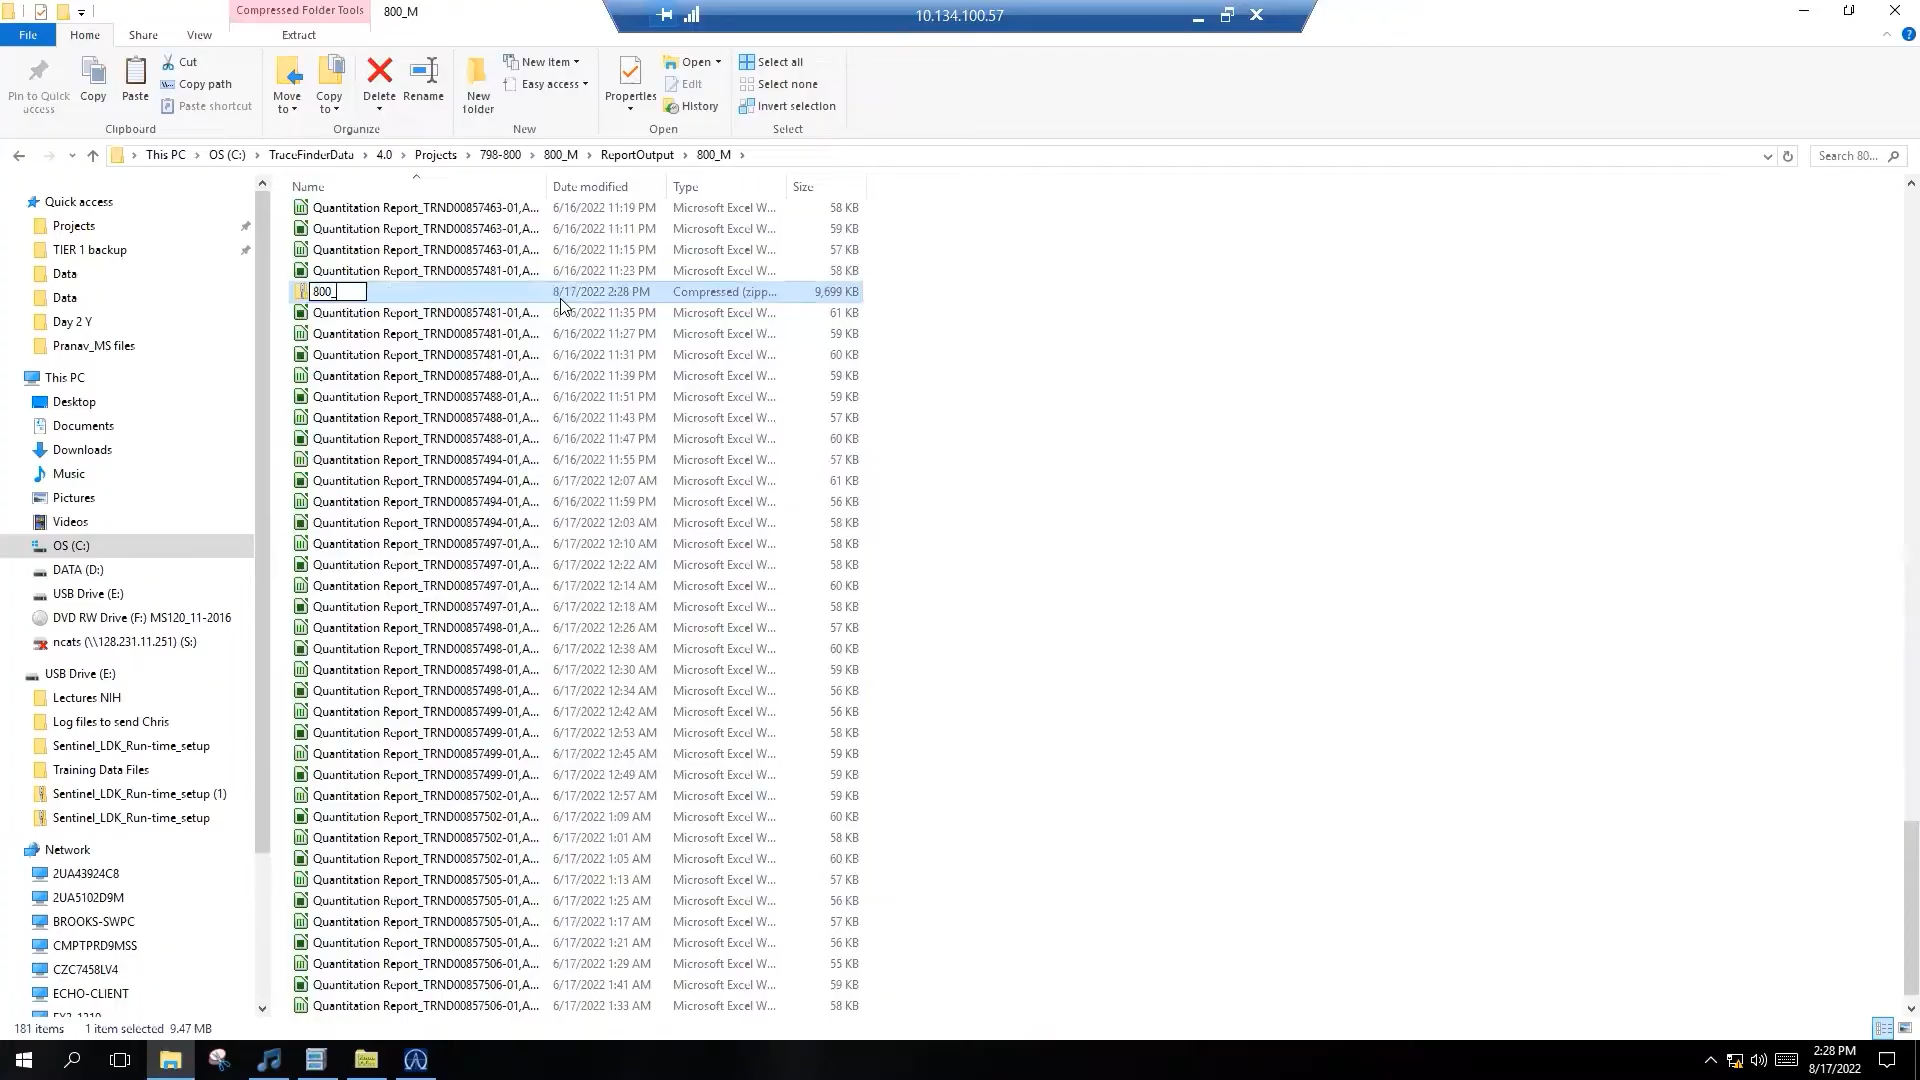 Compressed Folder Tools
800_M
10.134.100.57
File
Home
Share
View
Extract
Pin to Quick access
Copy
Paste
Cut
Copy path
Paste shortcut
Move to
Copy to
Delete
Rename
New folder
New item
Easy access
Properties
Open
Edit
History
Select all
Select none
Invert selection
Clipboard
Organize
New
Open
Select
This PC > OS (C:) > TraceFinderData > 4.0 > Projects > 798-800 > 800_M > ReportOutput > 800_M >
Search 80...
Quick access
Projects
TIER 1 backup
Data
Data
Day 2 Y
Pranav_MS files
This PC
Desktop
Documents
Downloads
Music
Pictures
Videos
OS (C:)
DATA (D:)
USB Drive (E:)
DVD RW Drive (F:) MS120_11-2016
ncats (\\128.231.11.251) (S:)
USB Drive (E:)
Lectures NIH
Log files to send Chris
Sentinel_LDK_Run-time_setup
Training Data Files
Sentinel_LDK_Run-time_setup (1)
Sentinel_LDK_Run-time_setup
Network
2UA43924C8
2UA5102D9M
BROOKS-SWPC
CMPTPRD9MSS
CZC7458LV4
ECHO-CLIENT
Name Date modified Type Size
Quantitation Report_TRND00857463-01,A... 6/16/2022 11:19 PM Microsoft Excel W... 58 KB
Quantitation Report_TRND00857463-01,A... 6/16/2022 11:11 PM Microsoft Excel W... 59 KB
Quantitation Report_TRND00857463-01,A... 6/16/2022 11:15 PM Microsoft Excel W... 57 KB
Quantitation Report_TRND00857481-01,A... 6/16/2022 11:23 PM Microsoft Excel W... 58 KB
800_ 8/17/2022 2:28 PM Compressed (zipp... 9,699 KB
Quantitation Report_TRND00857481-01,A... 6/16/2022 11:35 PM Microsoft Excel W... 61 KB
Quantitation Report_TRND00857481-01,A... 6/16/2022 11:27 PM Microsoft Excel W... 59 KB
Quantitation Report_TRND00857481-01,A... 6/16/2022 11:31 PM Microsoft Excel W... 60 KB
Quantitation Report_TRND00857488-01,A... 6/16/2022 11:39 PM Microsoft Excel W... 59 KB
Quantitation Report_TRND00857488-01,A... 6/16/2022 11:51 PM Microsoft Excel W... 59 KB
Quantitation Report_TRND00857488-01,A... 6/16/2022 11:43 PM Microsoft Excel W... 57 KB
Quantitation Report_TRND00857488-01,A... 6/16/2022 11:47 PM Microsoft Excel W... 60 KB
Quantitation Report_TRND00857494-01,A... 6/16/2022 11:55 PM Microsoft Excel W... 57 KB
Quantitation Report_TRND00857494-01,A... 6/17/2022 12:07 AM Microsoft Excel W... 61 KB
Quantitation Report_TRND00857494-01,A... 6/16/2022 11:59 PM Microsoft Excel W... 56 KB
Quantitation Report_TRND00857494-01,A... 6/17/2022 12:03 AM Microsoft Excel W... 58 KB
Quantitation Report_TRND00857497-01,A... 6/17/2022 12:10 AM Microsoft Excel W... 58 KB
Quantitation Report_TRND00857497-01,A... 6/17/2022 12:22 AM Microsoft Excel W... 58 KB
Quantitation Report_TRND00857497-01,A... 6/17/2022 12:14 AM Microsoft Excel W... 60 KB
Quantitation Report_TRND00857497-01,A... 6/17/2022 12:18 AM Microsoft Excel W... 58 KB
Quantitation Report_TRND00857498-01,A... 6/17/2022 12:26 AM Microsoft Excel W... 57 KB
Quantitation Report_TRND00857498-01,A... 6/17/2022 12:38 AM Microsoft Excel W... 60 KB
Quantitation Report_TRND00857498-01,A... 6/17/2022 12:30 AM Microsoft Excel W... 59 KB
Quantitation Report_TRND00857498-01,A... 6/17/2022 12:34 AM Microsoft Excel W... 56 KB
Quantitation Report_TRND00857499-01,A... 6/17/2022 12:42 AM Microsoft Excel W... 56 KB
Quantitation Report_TRND00857499-01,A... 6/17/2022 12:53 AM Microsoft Excel W... 58 KB
Quantitation Report_TRND00857499-01,A... 6/17/2022 12:45 AM Microsoft Excel W... 59 KB
Quantitation Report_TRND00857499-01,A... 6/17/2022 12:49 AM Microsoft Excel W... 59 KB
Quantitation Report_TRND00857502-01,A... 6/17/2022 12:57 AM Microsoft Excel W... 59 KB
Quantitation Report_TRND00857502-01,A... 6/17/2022 1:09 AM Microsoft Excel W... 60 KB
Quantitation Report_TRND00857502-01,A... 6/17/2022 1:01 AM Microsoft Excel W... 58 KB
Quantitation Report_TRND00857502-01,A... 6/17/2022 1:05 AM Microsoft Excel W... 60 KB
Quantitation Report_TRND00857505-01,A... 6/17/2022 1:13 AM Microsoft Excel W... 57 KB
Quantitation Report_TRND00857505-01,A... 6/17/2022 1:25 AM Microsoft Excel W... 56 KB
Quantitation Report_TRND00857505-01,A... 6/17/2022 1:17 AM Microsoft Excel W... 57 KB
Quantitation Report_TRND00857505-01,A... 6/17/2022 1:21 AM Microsoft Excel W... 56 KB
Quantitation Report_TRND00857506-01,A... 6/17/2022 1:29 AM Microsoft Excel W... 55 KB
Quantitation Report_TRND00857506-01,A... 6/17/2022 1:41 AM Microsoft Excel W... 59 KB
Quantitation Report_TRND00857506-01,A... 6/17/2022 1:33 AM Microsoft Excel W... 58 KB
181 items 1 item selected 9.47 MB
2:28 PM
8/17/2022